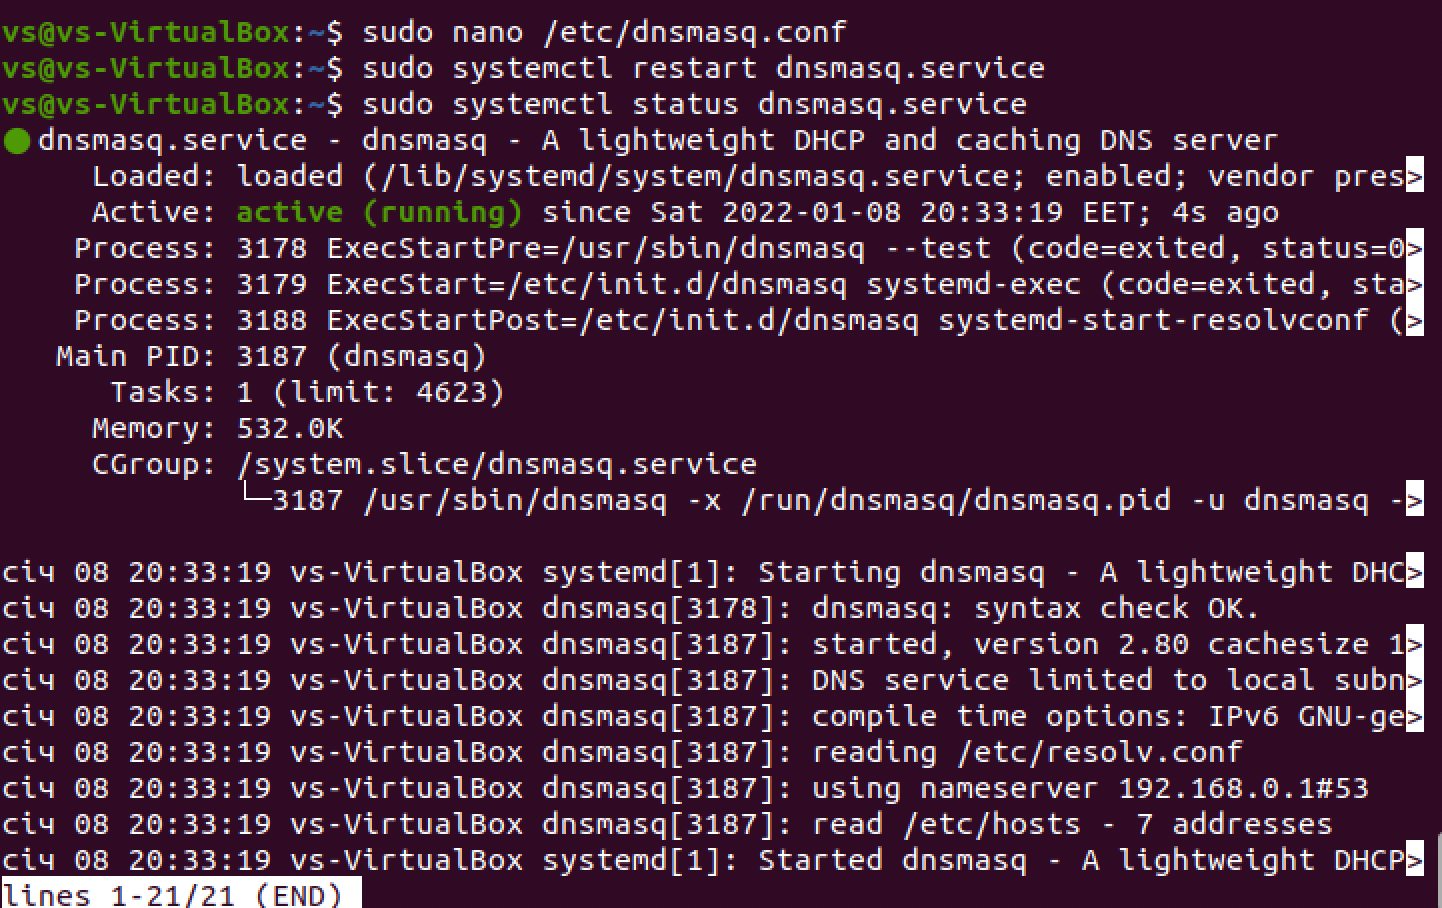 vs@vs-VirtualBox:~$ sudo nano /etc/dnsmasq.conf
vs@vs-VirtualBox:~$ sudo systemctl restart dnsmasq.service
vs@vs-VirtualBox:~$ sudo systemctl status dnsmasq.service
● dnsmasq.service - dnsmasq - A lightweight DHCP and caching DNS server
     Loaded: loaded (/lib/systemd/system/dnsmasq.service; enabled; vendor pres>
     Active: active (running) since Sat 2022-01-08 20:33:19 EET; 4s ago
    Process: 3178 ExecStartPre=/usr/sbin/dnsmasq --test (code=exited, status=0>
    Process: 3179 ExecStart=/etc/init.d/dnsmasq systemd-exec (code=exited, sta>
    Process: 3188 ExecStartPost=/etc/init.d/dnsmasq systemd-start-resolvconf (>
   Main PID: 3187 (dnsmasq)
      Tasks: 1 (limit: 4623)
     Memory: 532.0K
     CGroup: /system.slice/dnsmasq.service
             └─3187 /usr/sbin/dnsmasq -x /run/dnsmasq/dnsmasq.pid -u dnsmasq ->
січ 08 20:33:19 vs-VirtualBox systemd[1]: Starting dnsmasq - A lightweight DHC>
січ 08 20:33:19 vs-VirtualBox dnsmasq[3178]: dnsmasq: syntax check OK.
січ 08 20:33:19 vs-VirtualBox dnsmasq[3187]: started, version 2.80 cachesize 1>
січ 08 20:33:19 vs-VirtualBox dnsmasq[3187]: DNS service limited to local subn>
січ 08 20:33:19 vs-VirtualBox dnsmasq[3187]: compile time options: IPv6 GNU-ge>
січ 08 20:33:19 vs-VirtualBox dnsmasq[3187]: reading /etc/resolv.conf
січ 08 20:33:19 vs-VirtualBox dnsmasq[3187]: using nameserver 192.168.0.1#53
січ 08 20:33:19 vs-VirtualBox dnsmasq[3187]: read /etc/hosts - 7 addresses
січ 08 20:33:19 vs-VirtualBox systemd[1]: Started dnsmasq - A lightweight DHCP>
lines 1-21/21 (END)